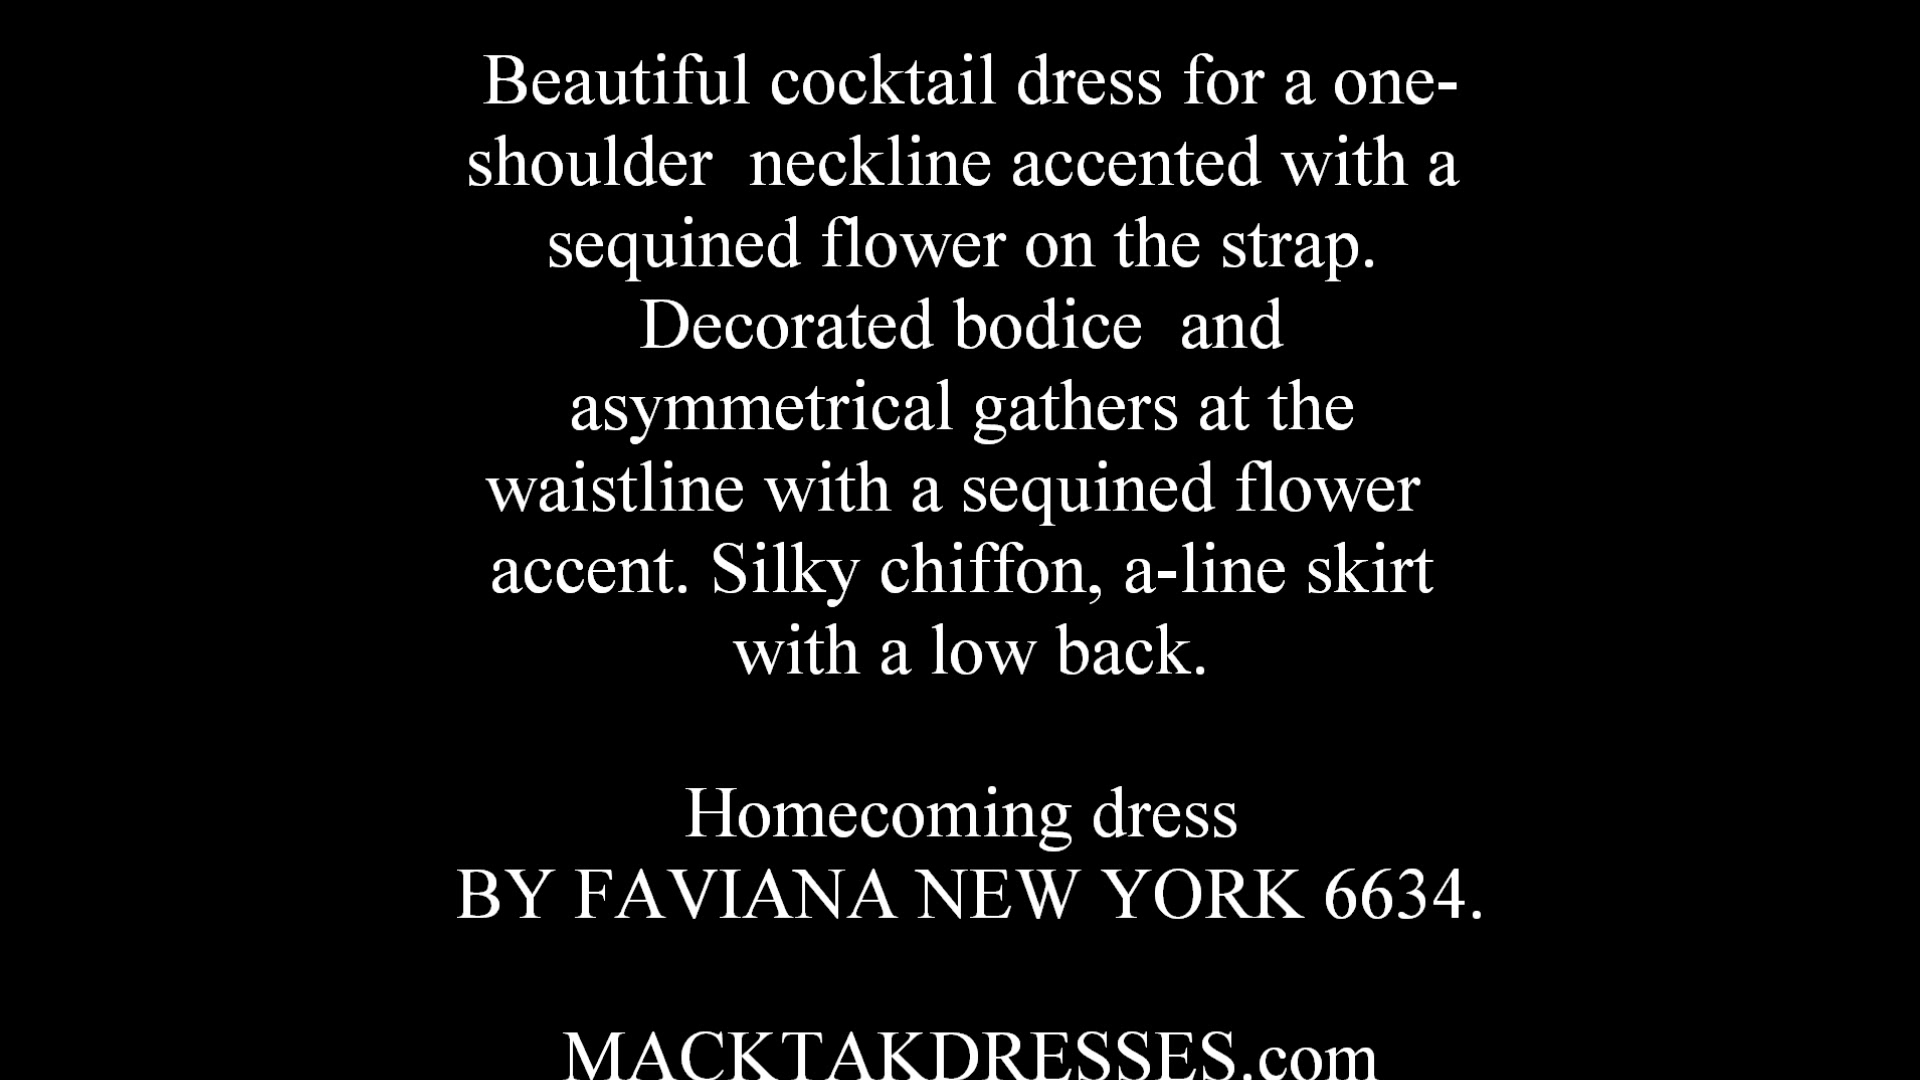 Beautiful cocktail dress for a one-
shoulder  neckline accented with a
sequined flower on the strap.
Decorated bodice  and
asymmetrical gathers at the
waistline with a sequined flower
accent. Silky chiffon, a-line skirt
with a low back.
Homecoming dress
BY FAVIANA NEW YORK 6634.
MACKTAKDRESSES.com